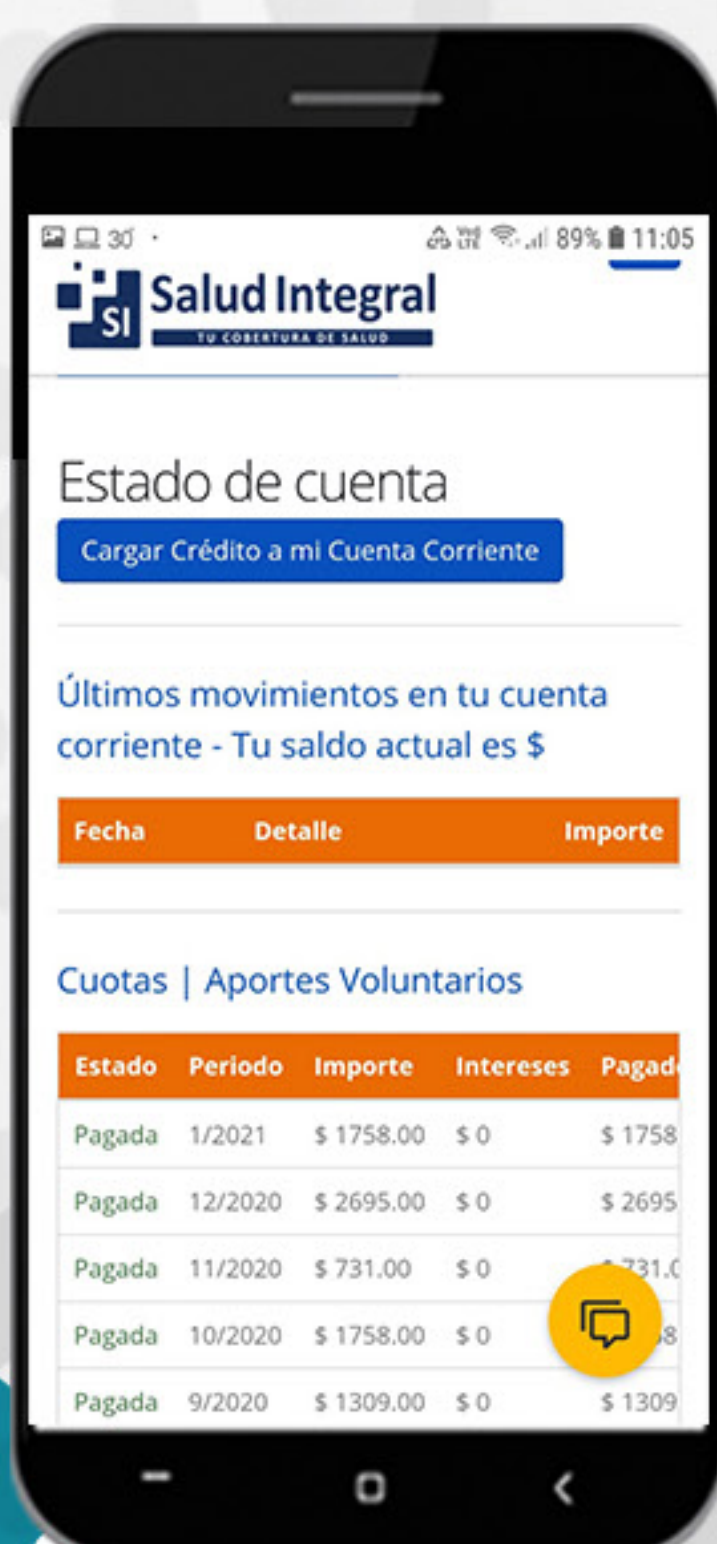 30 89% 11:05
SI Salud Integral
TU COBERTURA DE SALUD
Estado de cuenta
Cargar Crédito a mi Cuenta Corriente
Últimos movimientos en tu cuenta
corriente - Tu saldo actual es $
Fecha Detalle Importe
Cuotas | Aportes Voluntarios
Estado Periodo Importe Intereses Pagad
Pagada 1/2021 $ 1758.00 $ 0 $ 1758
Pagada 12/2020 $ 2695.00 $ 0 $ 2695
Pagada 11/2020 $ 731.00 $ 0 731.0
Pagada 10/2020 $ 1758.00 $ 0
Pagada 9/2020 $ 1309.00 $ 0 $ 1309